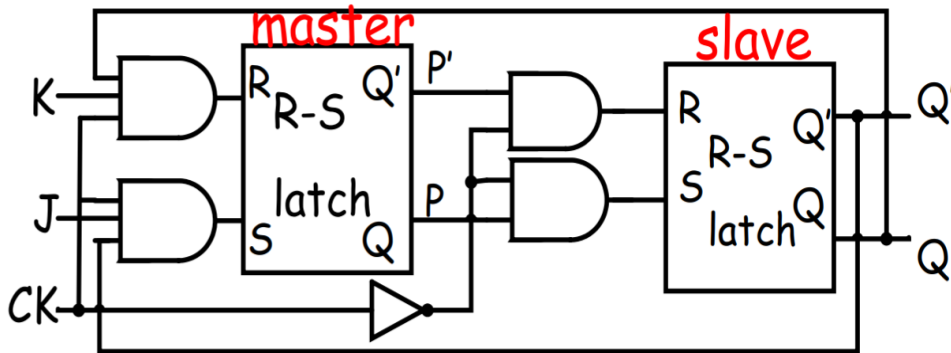 master
slave
K
R
R-S
Q'
P'
R
R-S
Q'
Q'
J
latch
P
S
Q
S
latch
Q
Q
CK